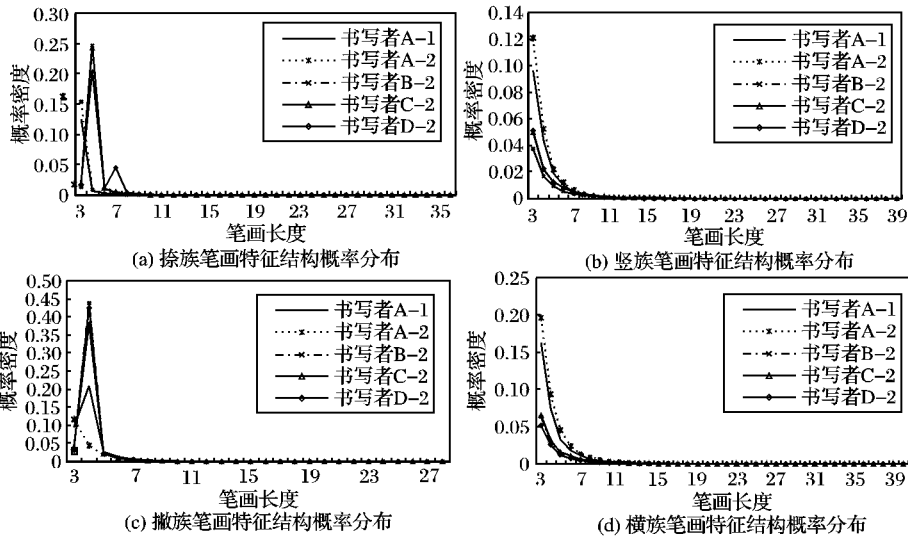 0.30
0.25
0.20
0.15
0.10
0.05
0
概率密度
书写者A-1
书写者A-2
书写者B-2
书写者C-2
书写者D-2
3 7 11 15 19 23 27 31 35
笔画长度
(a) 捺族笔画特征结构概率分布
0.14
0.12
0.10
0.08
0.06
0.04
0.02
0
概率密度
书写者A-1
书写者A-2
书写者B-2
书写者C-2
书写者D-2
3 7 11 15 19 23 27 31 35 39
笔画长度
(b) 竖族笔画特征结构概率分布
0.50
0.45
0.40
0.35
0.30
0.25
0.20
0.15
0.10
0.05
0
概率密度
书写者A-1
书写者A-2
书写者B-2
书写者C-2
书写者D-2
3 7 11 15 19 23 27
笔画长度
(c) 撇族笔画特征结构概率分布
0.25
0.20
0.15
0.10
0.05
0
概率密度
书写者A-1
书写者A-2
书写者B-2
书写者C-2
书写者D-2
3 7 11 15 19 23 27 31 35 39
笔画长度
(d) 横族笔画特征结构概率分布